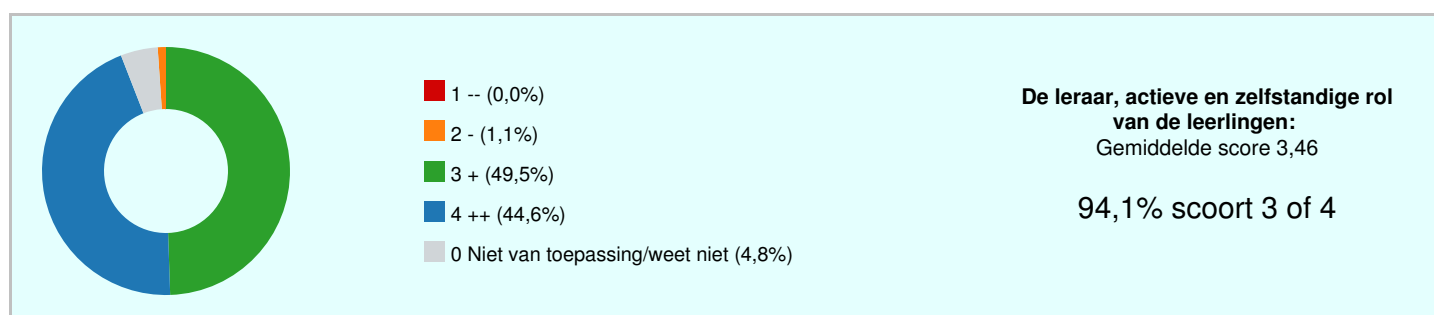 1 -- (0,0%)
2 - (1,1%)
3 + (49,5%)
4 ++ (44,6%)
0 Niet van toepassing/weet niet (4,8%)
De leraar, actieve en zelfstandige rol
van de leerlingen:
Gemiddelde score 3,46
94,1% scoort 3 of 4